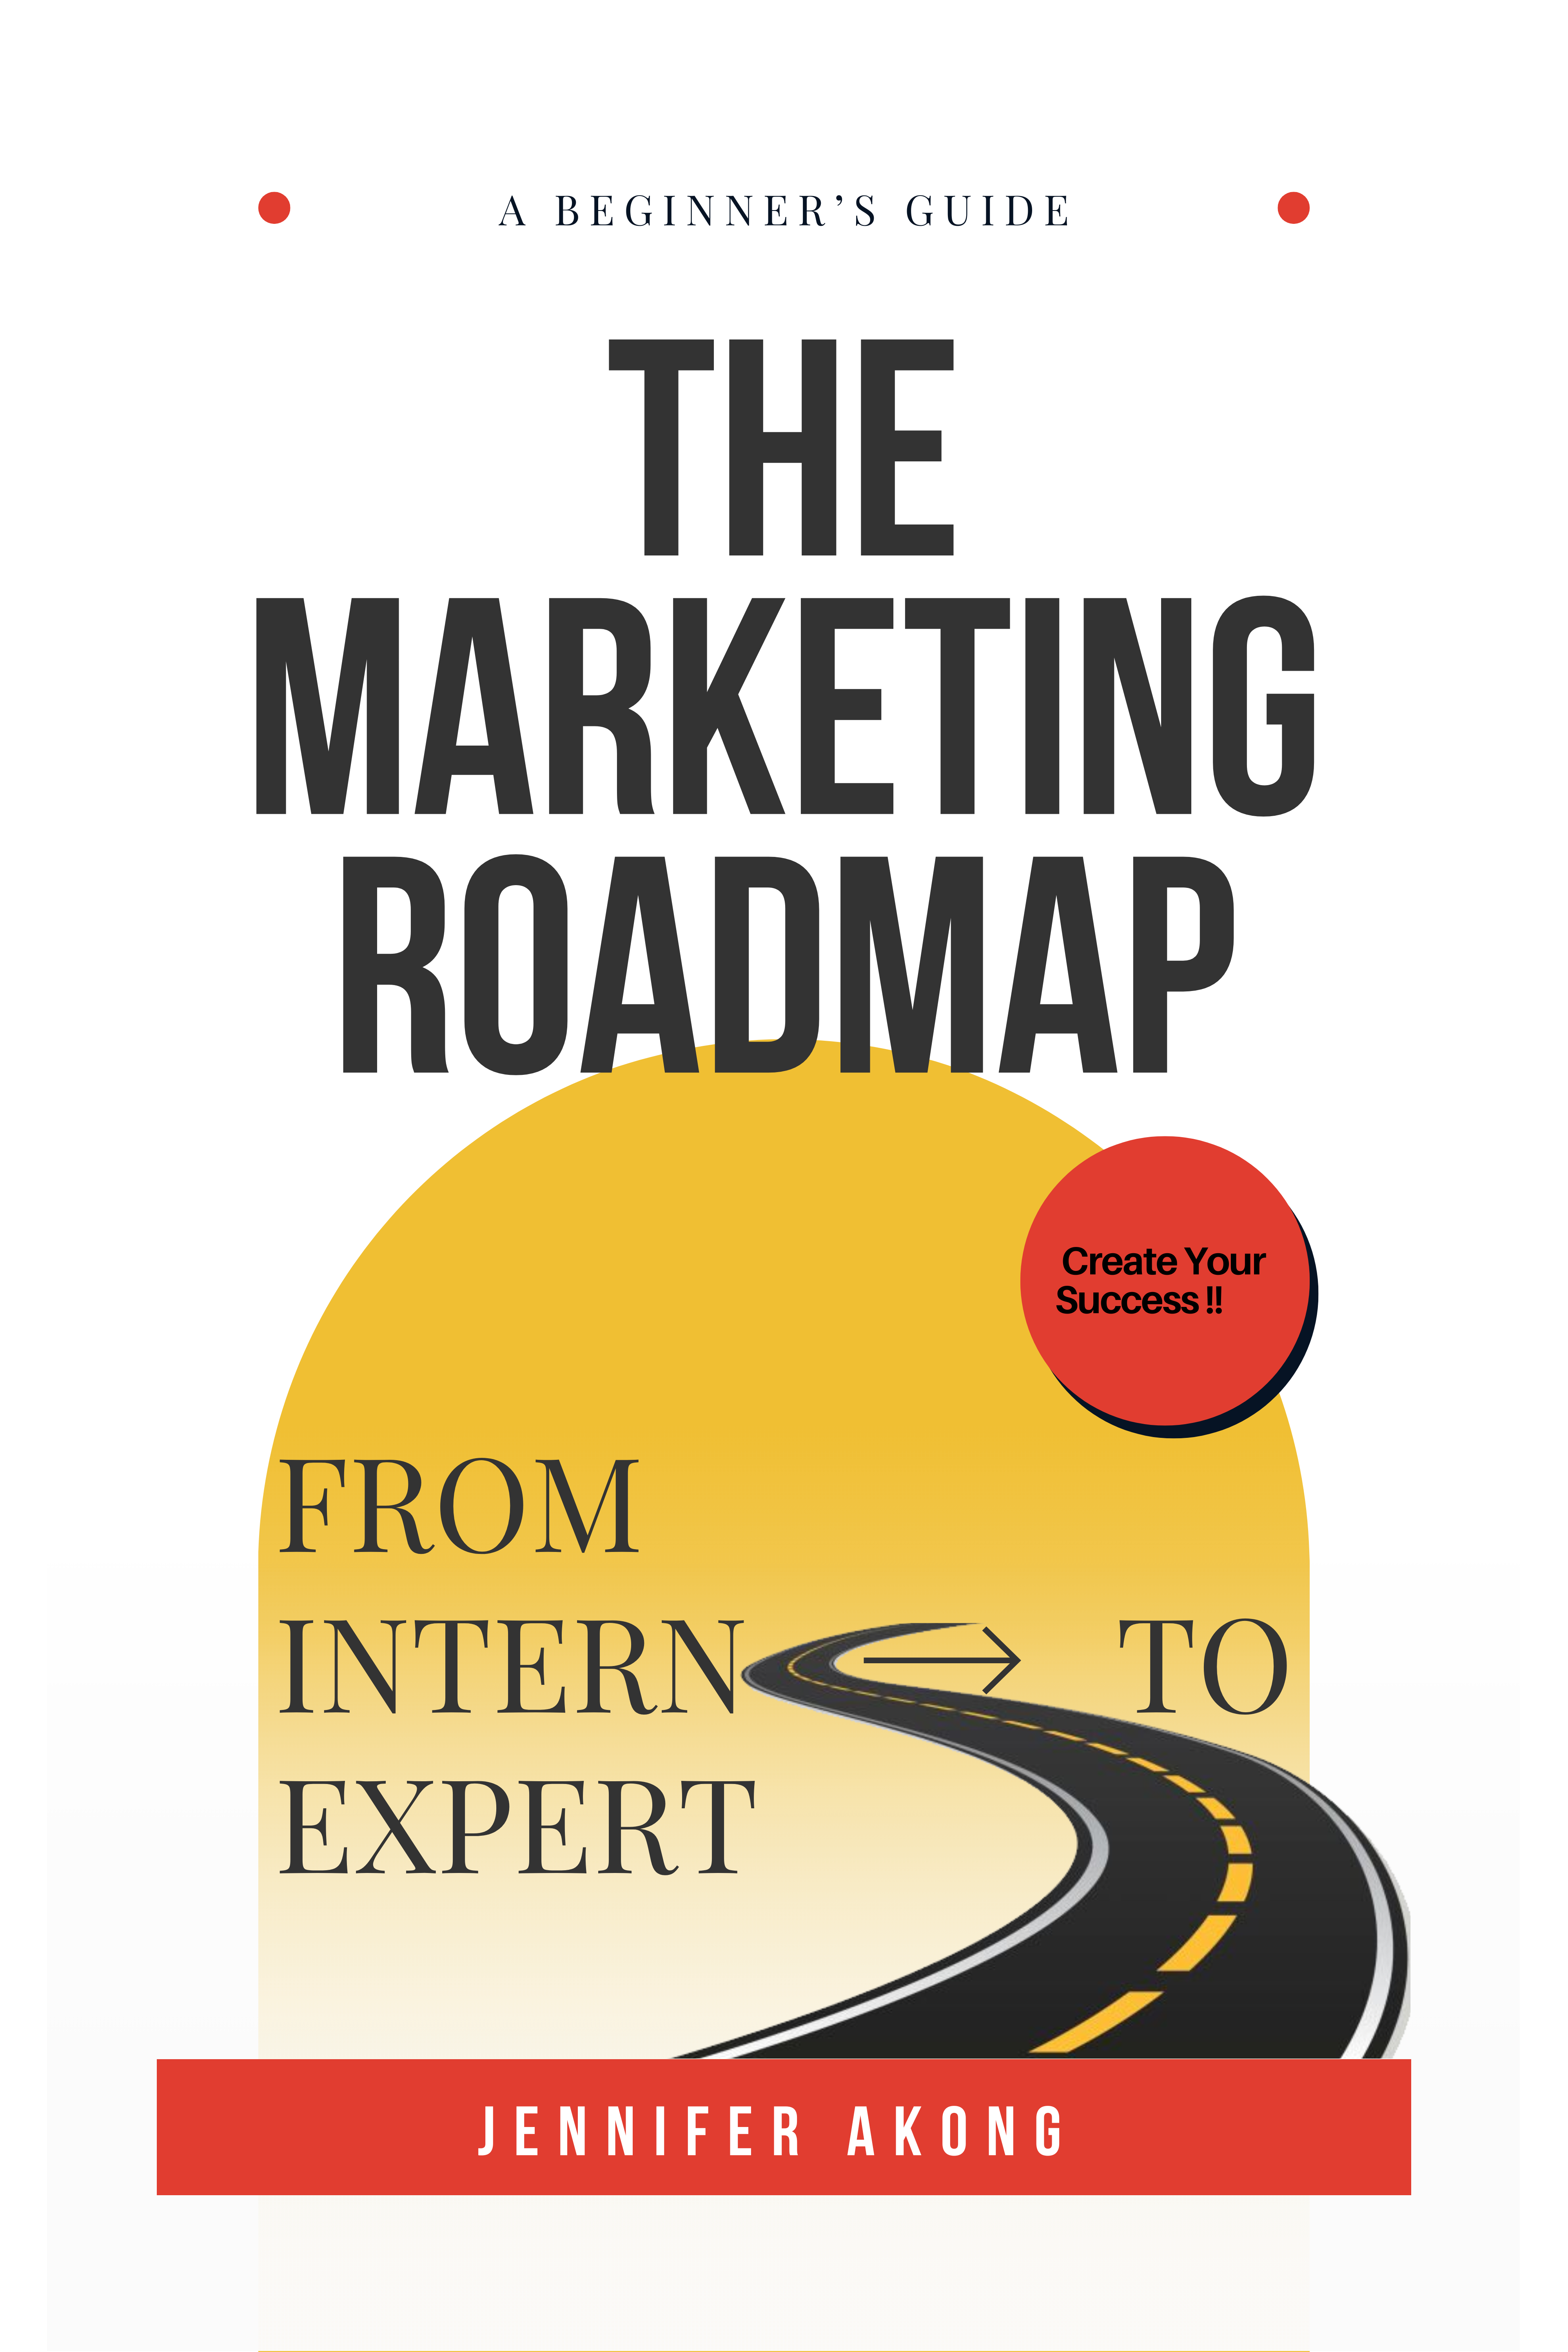 A BEGINNER’S GUIDE
THE
MARKETING
ROADMAP
Create Your
Success !!
FROM
INTERN → TO
EXPERT
JENNIFER AKONG